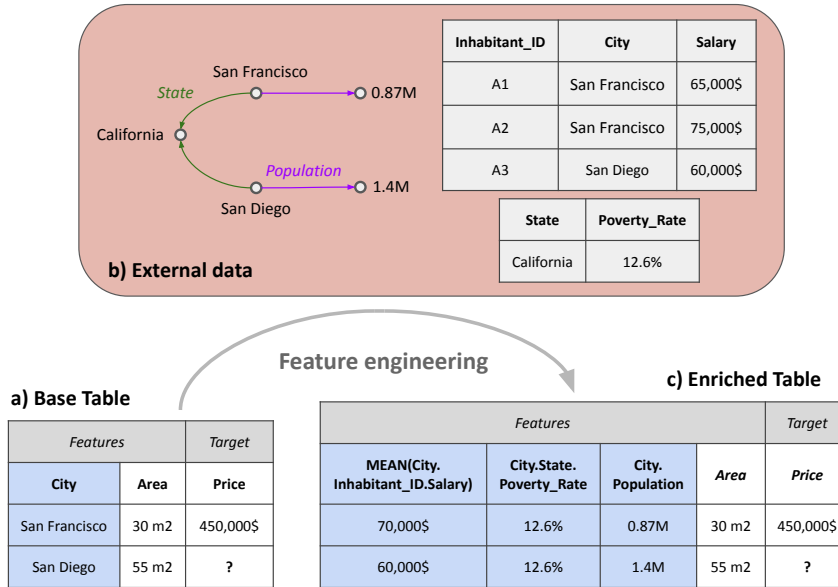 San Francisco
State
0.87M
California
Population
1.4M
San Diego
Inhabitant_ID City Salary
A1 San Francisco 65,000$
A2 San Francisco 75,000$
A3 San Diego 60,000$
State Poverty_Rate
California 12.6%
b) External data
Feature engineering
a) Base Table
Features Target
City Area Price
San Francisco 30 m2 450,000$
San Diego 55 m2 ?
c) Enriched Table
Features Target
MEAN(City. City.State. City.
Inhabitant_ID.Salary) Poverty_Rate Population Area Price
70,000$ 12.6% 0.87M 30 m2 450,000$
60,000$ 12.6% 1.4M 55 m2 ?